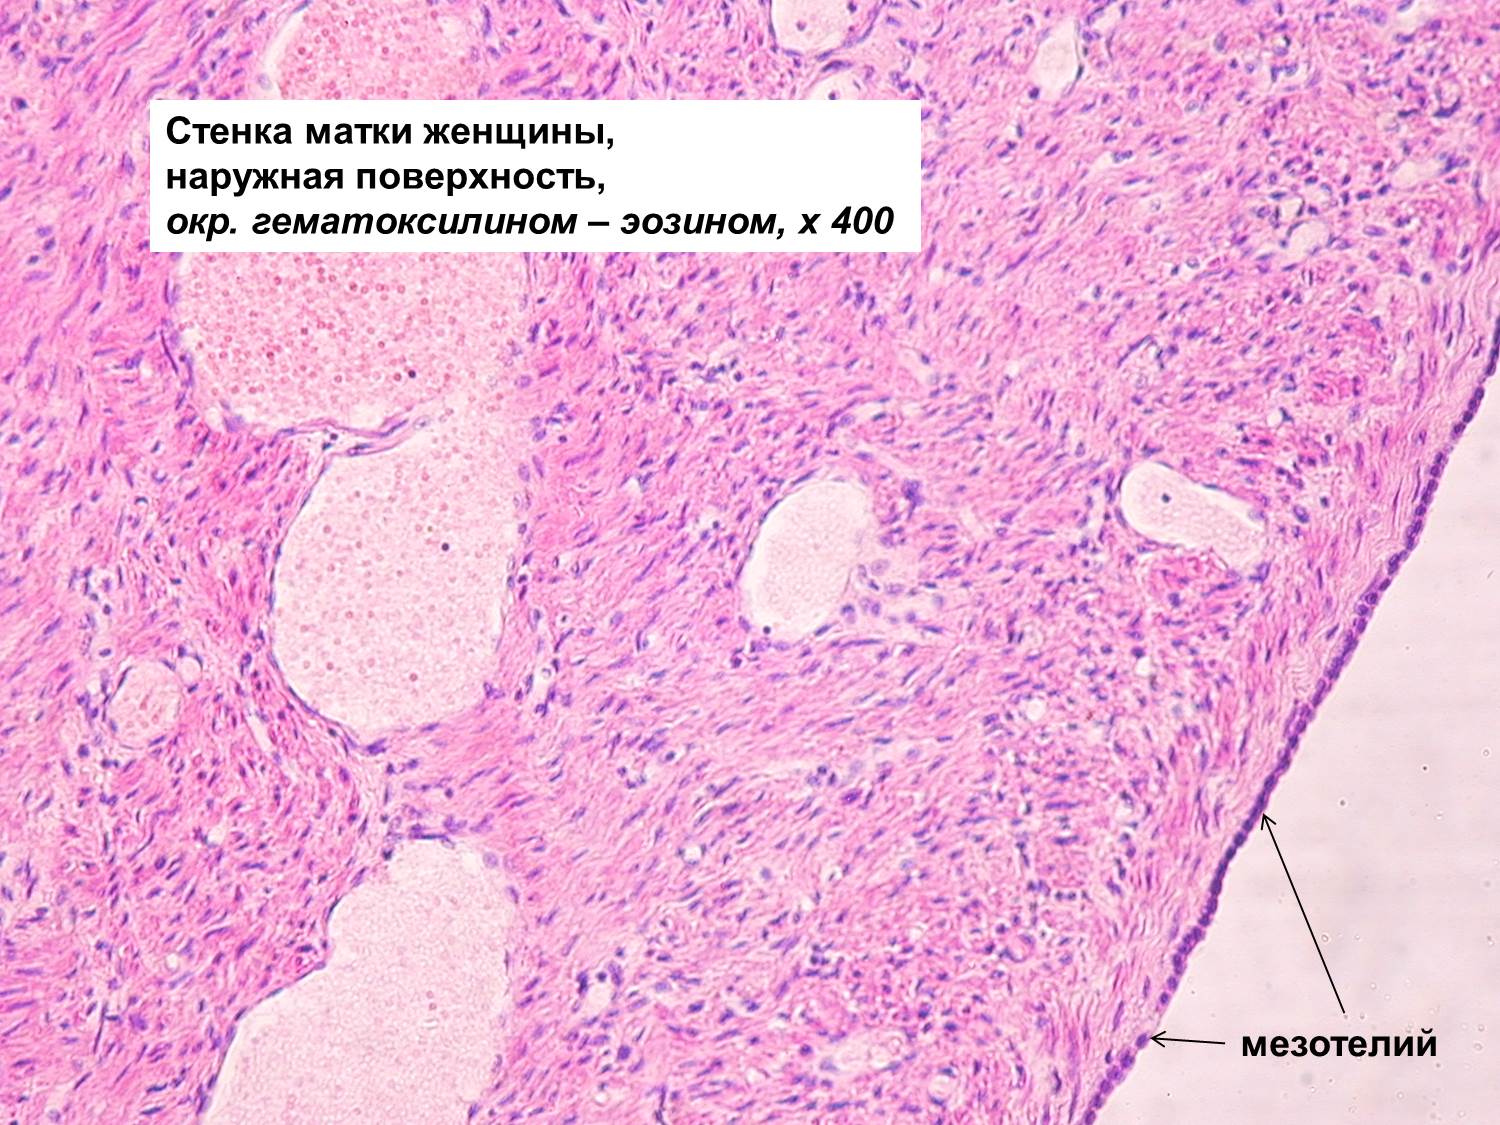 Стенка матки женщины,
наружная поверхность,
окр. гематоксилином – эозином, х 400
мезотелий